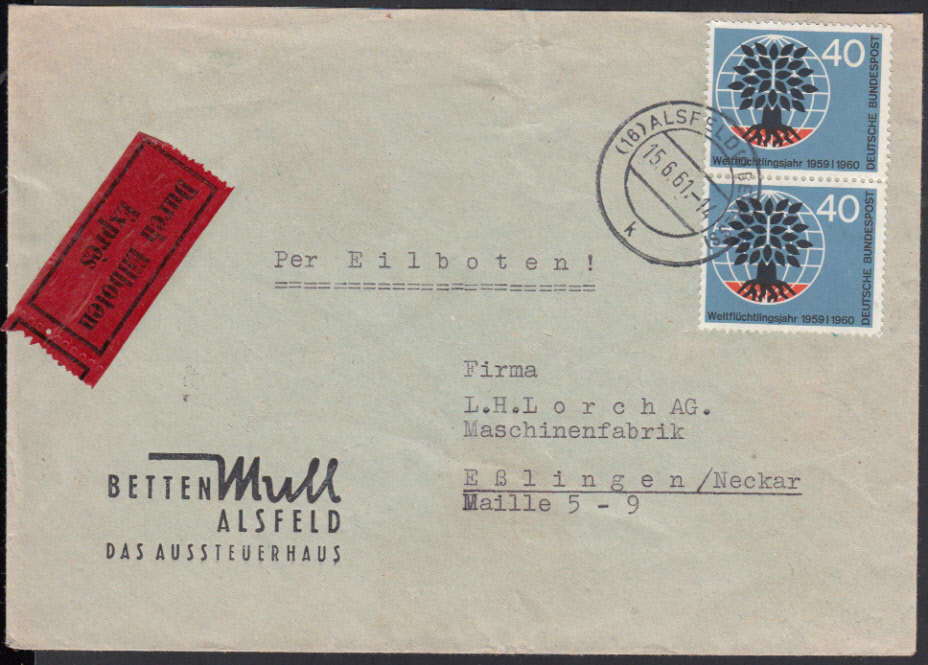 40
DEUTSCHE BUNDESPOST
Weltflüchtlingsjahr 1959|1960
40
DEUTSCHE BUNDESPOST
Weltflüchtlingsjahr 1959|1960
(16) ALSFELD
15.6.61.-14
k
Durch Eilboten
Expres
Per Eilboten!
Firma
L.H.Lorch AG.
Maschinenfabrik
Eßlingen/Neckar
Maille 5 - 9
BETTEN Mull
ALSFELD
DAS AUSSTEUERHAUS